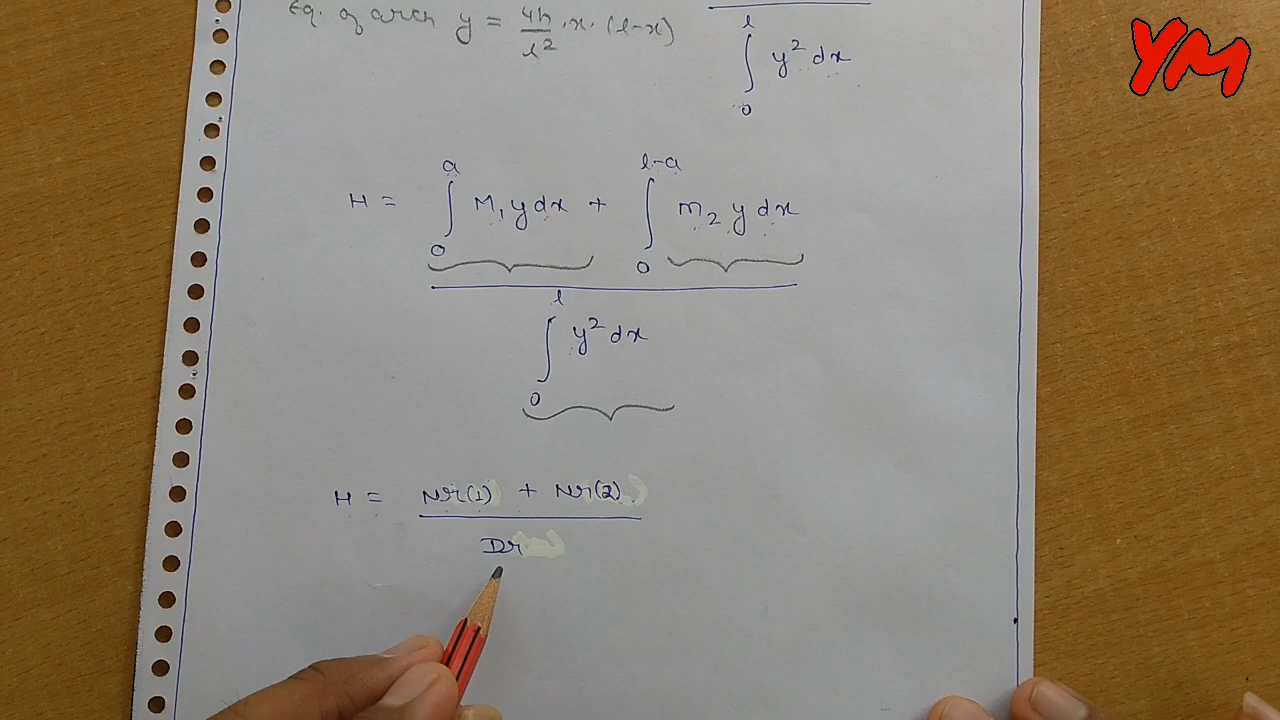 Eq. of arch y = 4h/l² . x . (l-x)
l
∫ y² dx
0
a l-a
H = ∫ M₁ y dx + ∫ M₂ y dx
0 0
l
∫ y² dx
0
H = Nr(1) + Nr(2)
Dr
YM